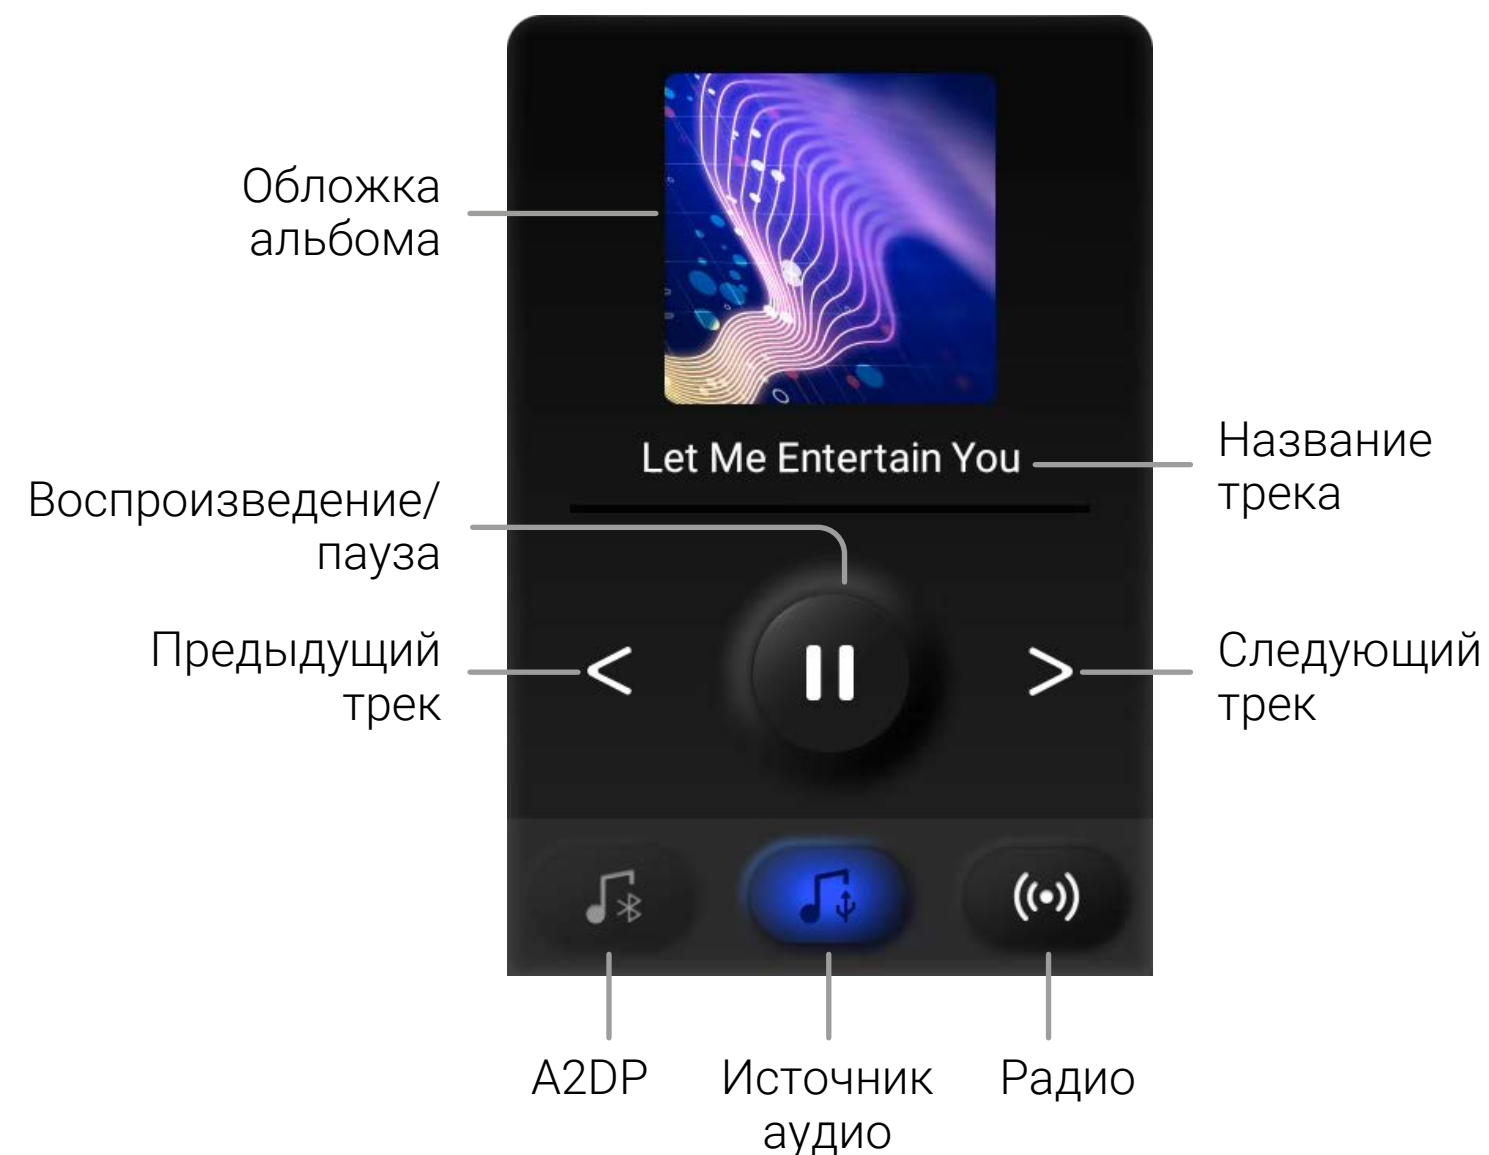 Обложка
альбома
Let Me Entertain You
Название
трека
Воспроизведение/
пауза
Предыдущий
трек
<
>
Следующий
трек
A2DP
Источник
аудио
Радио